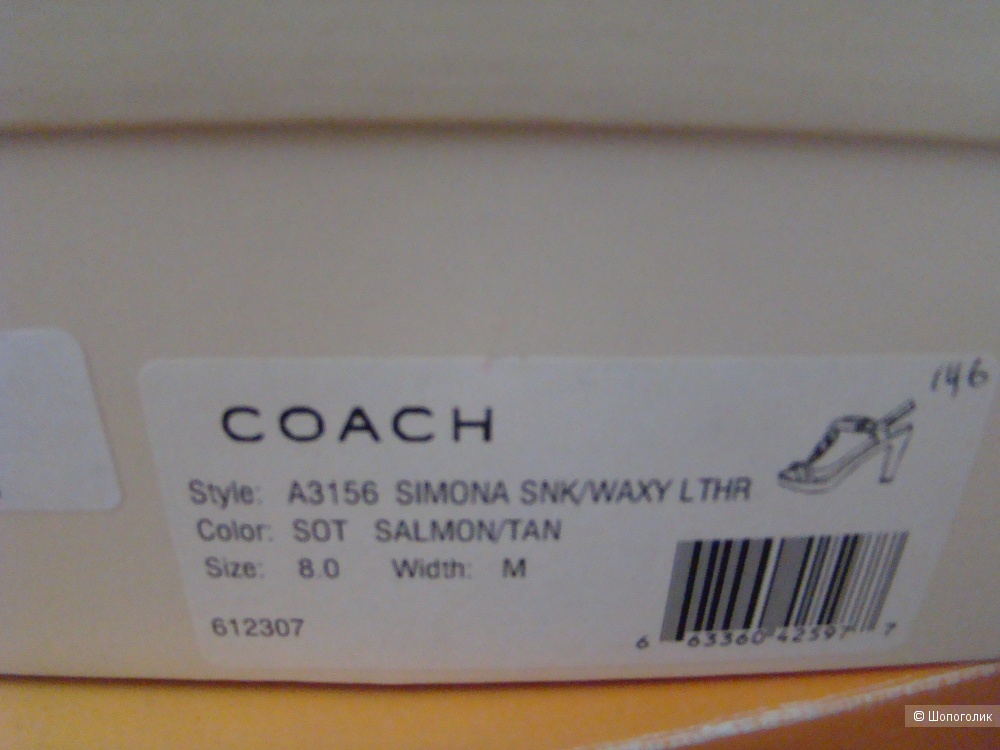 146
COACH
Style: A3156 SIMONA SNK/WAXY LTHR
Color: SOT SALMON/TAN
Size: 8.0 Width: M
612307
6 63360 42597 7
© Шопоголик